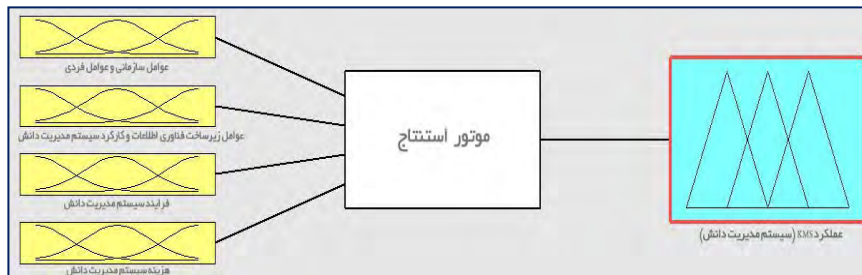 عوامل سازمانی و عوامل فردی
عوامل زیرساخت فناوری اطلاعات و کارکرد سیستم مدیریت دانش
فرایند سیستم مدیریت دانش
هزینه سیستم مدیریت دانش
موتور استنتاج
عملکرد KMS (سیستم مدیریت دانش)